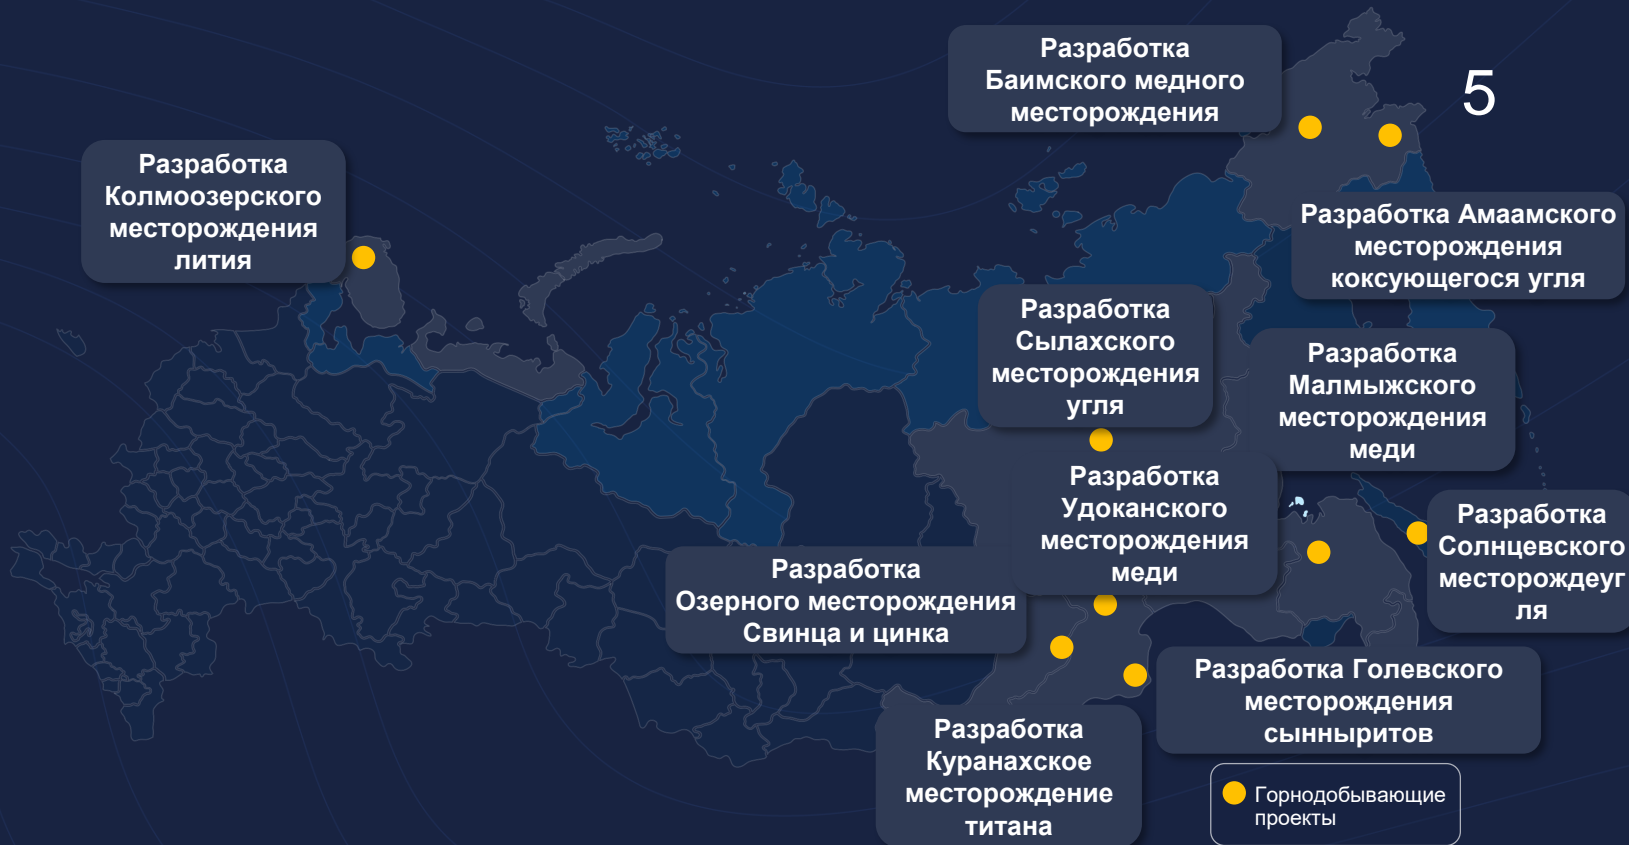 Разработка
Баимского медного
месторождения
5
Разработка
Колмоозерского
месторождения
лития
Разработка Амаамского
месторождения
коксующегося угля
Разработка
Сылахского
месторождения
угля
Разработка
Малмыжского
месторождения
меди
Разработка
Удоканского
месторождения
меди
Разработка
Солнцевского
месторождеуг
ля
Разработка
Озерного месторождения
Свинца и цинка
Разработка Голевского
месторождения
сынныритов
Разработка
Куранахское
месторождение
титана
Горнодобывающие
проекты